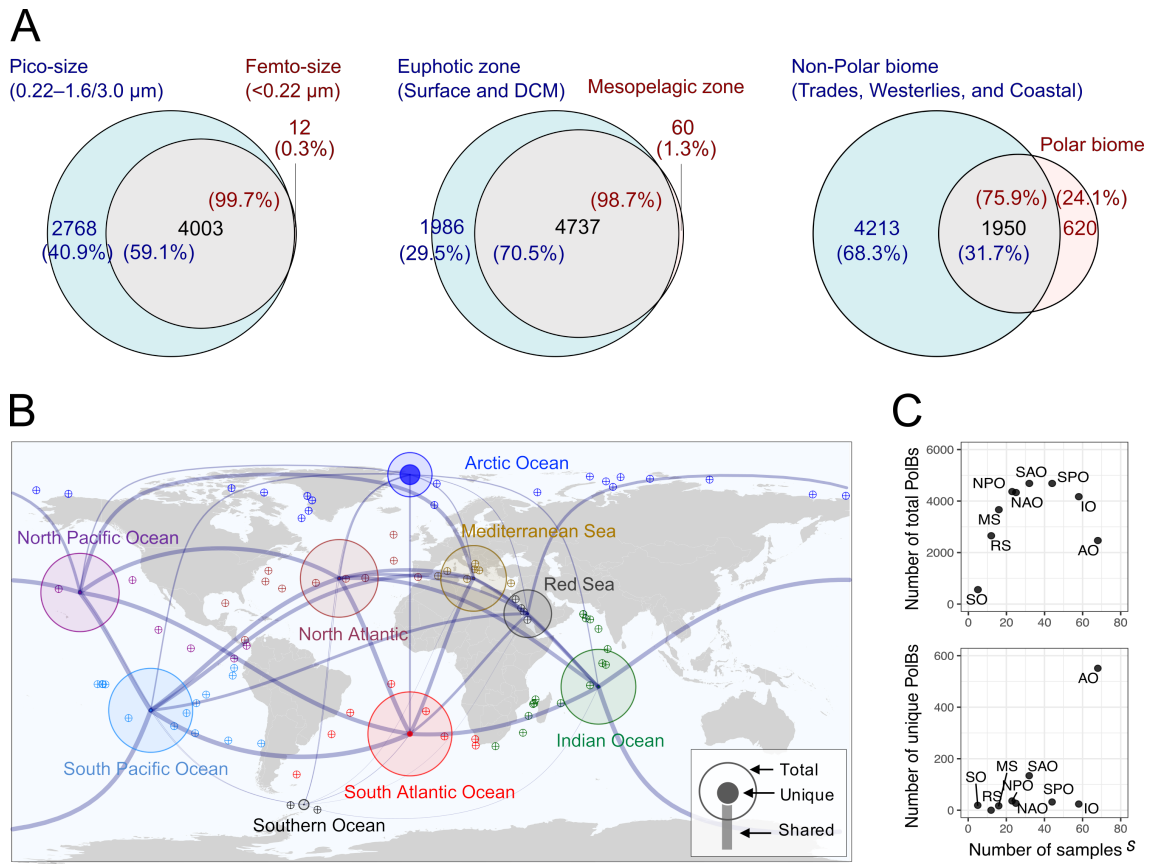 A
Pico-size
(0.22–1.6/3.0 µm)
Femto-size
(<0.22 µm)
12
(0.3%)
(99.7%)
2768
4003
(40.9%)
(59.1%)
Euphotic zone
(Surface and DCM)
Mesopelagic zone
60
(1.3%)
(98.7%)
1986
4737
(29.5%)
(70.5%)
Non-Polar biome
(Trades, Westerlies, and Coastal)
Polar biome
(75.9%)
(24.1%)
4213
1950
620
(68.3%)
(31.7%)
B
Arctic Ocean
North Pacific Ocean
Mediterranean Sea
Red Sea
North Atlantic
Indian Ocean
South Pacific Ocean
South Atlantic Ocean
Southern Ocean
Total
Unique
Shared
C
Number of total PolBs
6000
4000
2000
0
SAO
SPO
NPO
NAO
IO
MS
RS
AO
SO
0 20 40 60 80
Number of unique PolBs
600
400
200
0
AO
MS
SAO
SO
NPO
SPO
RS
NAO
IO
0 20 40 60 80
Number of samples s